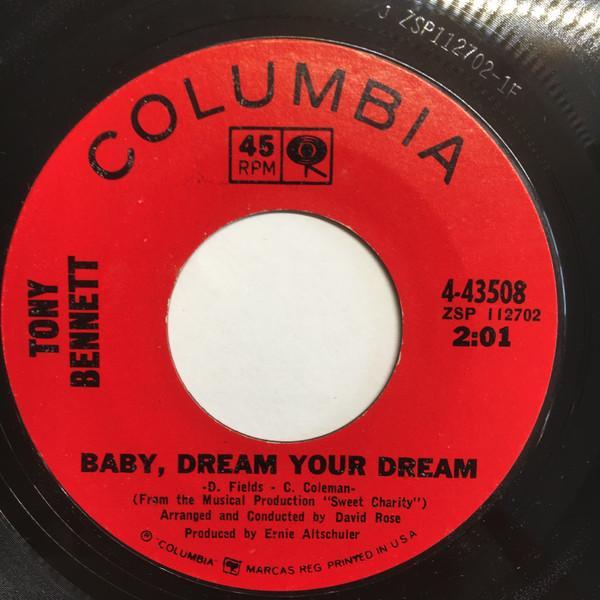 J ZSP112702-1F
COLUMBIA
45
RPM
TONY
BENNETT
4-43508
ZSP 112702
2:01
BABY, DREAM YOUR DREAM
-D. Fields - C. Coleman-
(From the Musical Production "Sweet Charity")
Arranged and Conducted by David Rose
Produced by Ernie Altschuler
℗ "COLUMBIA" MARCAS REG. PRINTED IN U S A